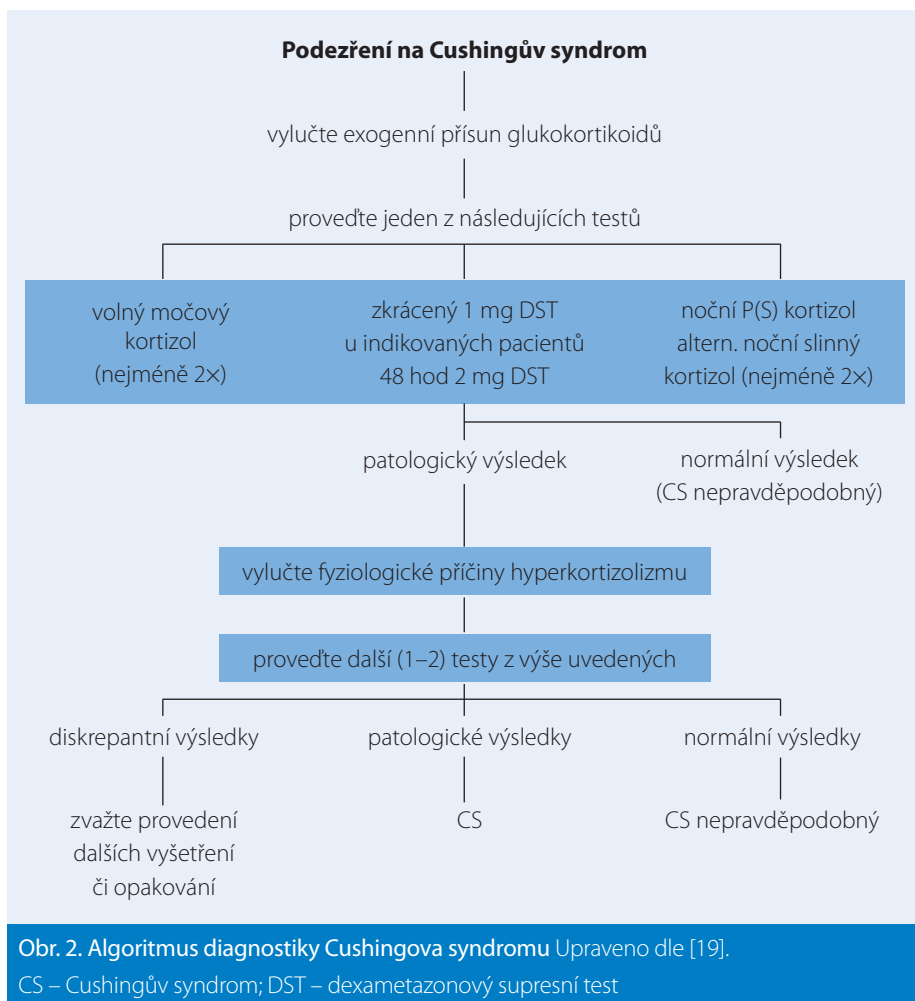 Podezření na Cushingův syndrom
vylučte exogenní přísun glukokortikoidů
proveďte jeden z následujících testů
volný močový
kortizol
(nejméně 2×)
zkrácený 1 mg DST
u indikovaných pacientů
48 hod 2 mg DST
noční P(S) kortizol
altern. noční slinný
kortizol (nejméně 2×)
patologický výsledek
normální výsledek
(CS nepravděpodobný)
vylučte fyziologické příčiny hyperkortizolizmu
proveďte další (1–2) testy z výše uvedených
diskrepantní výsledky
patologické výsledky
normální výsledky
zvažte provedení
dalších vyšetření
či opakování
CS
CS nepravděpodobný
Obr. 2. Algoritmus diagnostiky Cushingova syndromu Upraveno dle [19].
CS – Cushingův syndrom; DST – dexametazonový supresní test